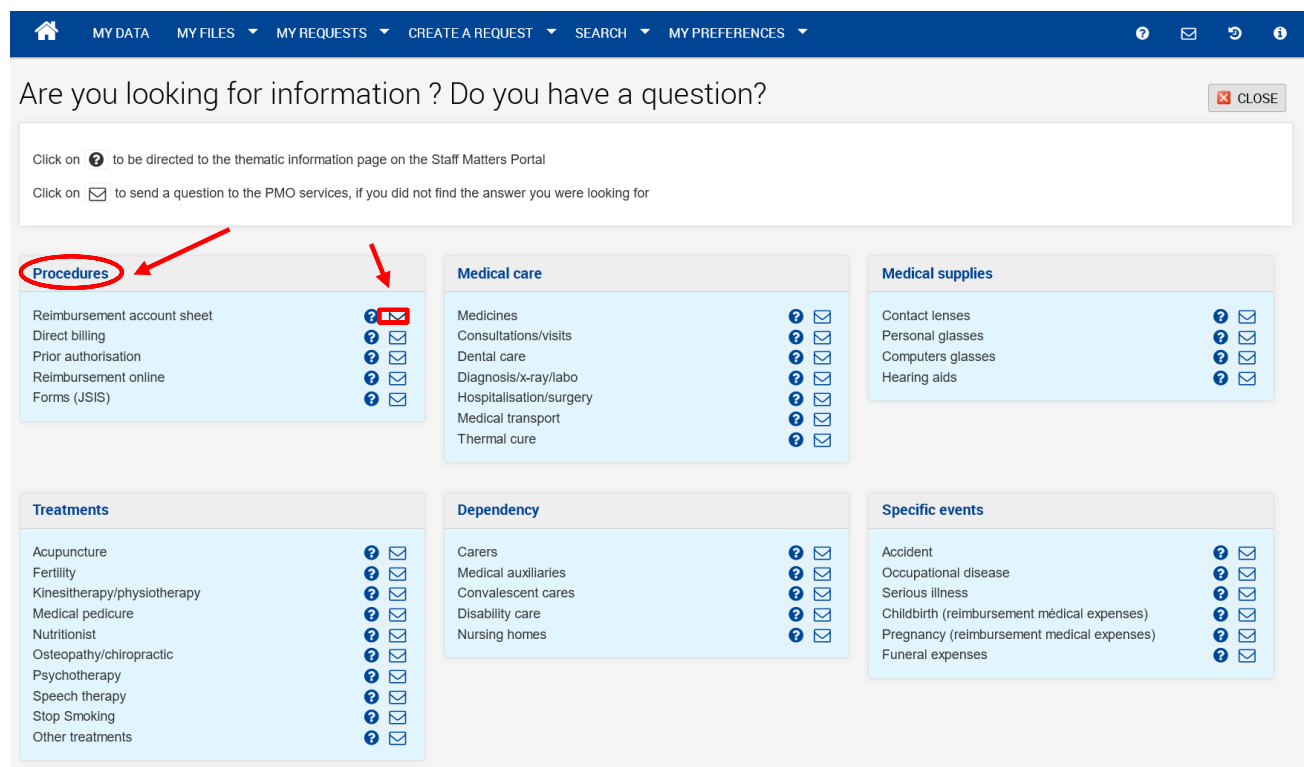 MY DATA MY FILES MY REQUESTS CREATE A REQUEST SEARCH MY PREFERENCES
Are you looking for information ? Do you have a question?
CLOSE
Click on to be directed to the thematic information page on the Staff Matters Portal
Click on to send a question to the PMO services, if you did not find the answer you were looking for
Procedures
Reimbursement account sheet
Direct billing
Prior authorisation
Reimbursement online
Forms (JSIS)
Medical care
Medicines
Consultations/visits
Dental care
Diagnosis/x-ray/labo
Hospitalisation/surgery
Medical transport
Thermal cure
Medical supplies
Contact lenses
Personal glasses
Computers glasses
Hearing aids
Treatments
Acupuncture
Fertility
Kinesitherapy/physiotherapy
Medical pedicure
Nutritionist
Osteopathy/chiropractic
Psychotherapy
Speech therapy
Stop Smoking
Other treatments
Dependency
Carers
Medical auxiliaries
Convalescent cares
Disability care
Nursing homes
Specific events
Accident
Occupational disease
Serious illness
Childbirth (reimbursement médical expenses)
Pregnancy (reimbursement medical expenses)
Funeral expenses